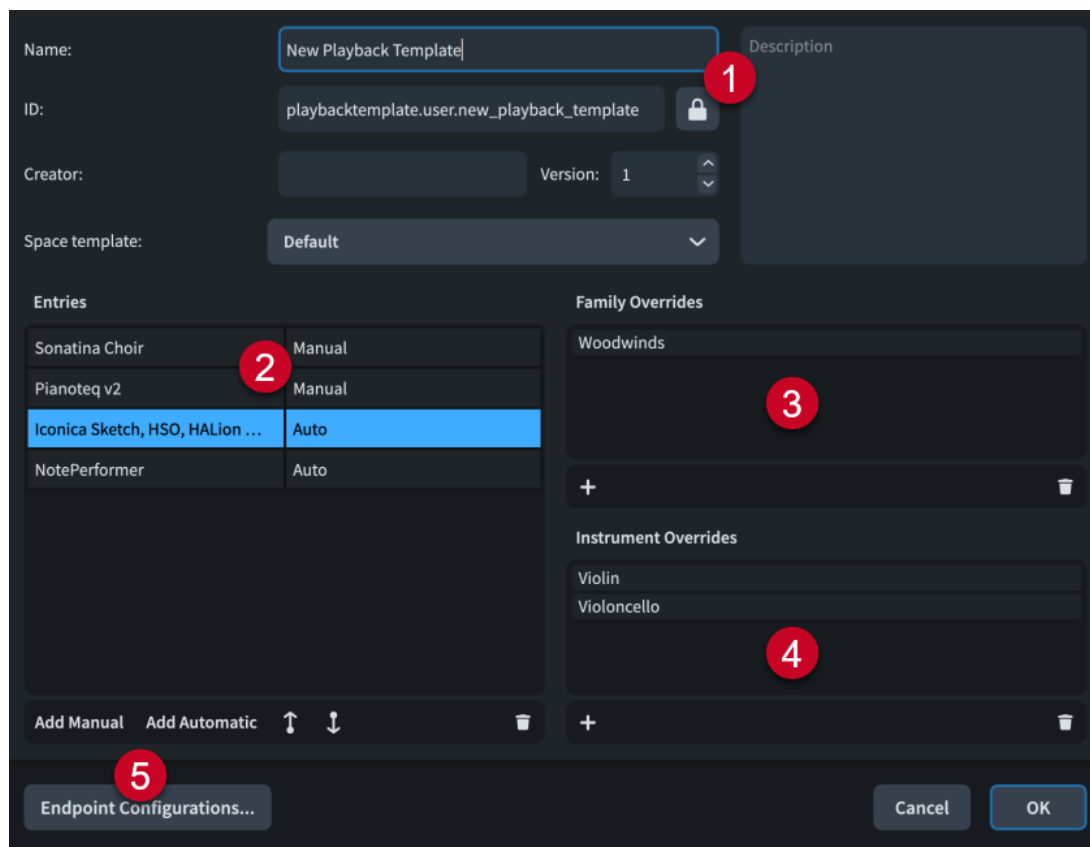 Name:
New Playback Template
Description
1
ID:
playbacktemplate.user.new_playback_template
Creator:
Version:
1
Space template:
Default
Entries
Sonatina Choir
Manual
2
Pianoteq v2
Manual
Iconica Sketch, HSO, HALion ...
Auto
NotePerformer
Auto
Add Manual
Add Automatic
Family Overrides
Woodwinds
3
+
Instrument Overrides
Violin
Violoncello
4
+
5
Endpoint Configurations...
Cancel
OK